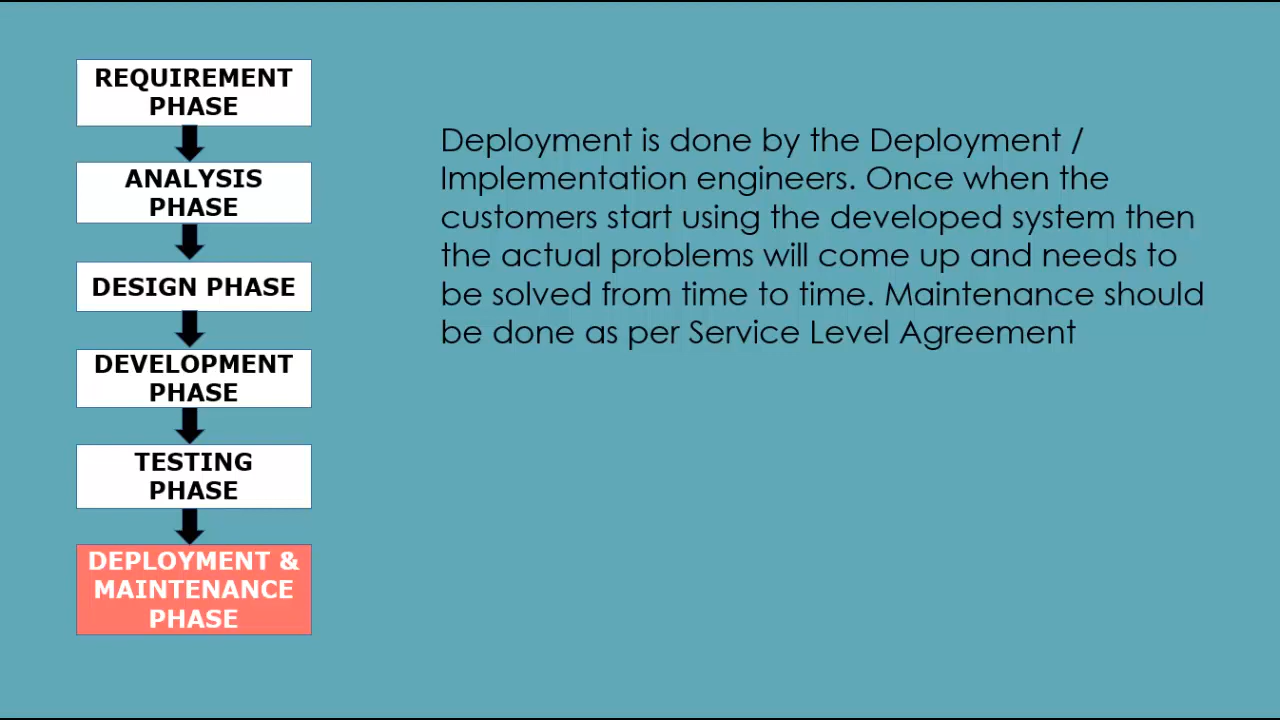 REQUIREMENT
PHASE
ANALYSIS
PHASE
DESIGN PHASE
DEVELOPMENT
PHASE
TESTING
PHASE
DEPLOYMENT &
MAINTENANCE
PHASE
Deployment is done by the Deployment /
Implementation engineers. Once when the
customers start using the developed system then
the actual problems will come up and needs to
be solved from time to time. Maintenance should
be done as per Service Level Agreement